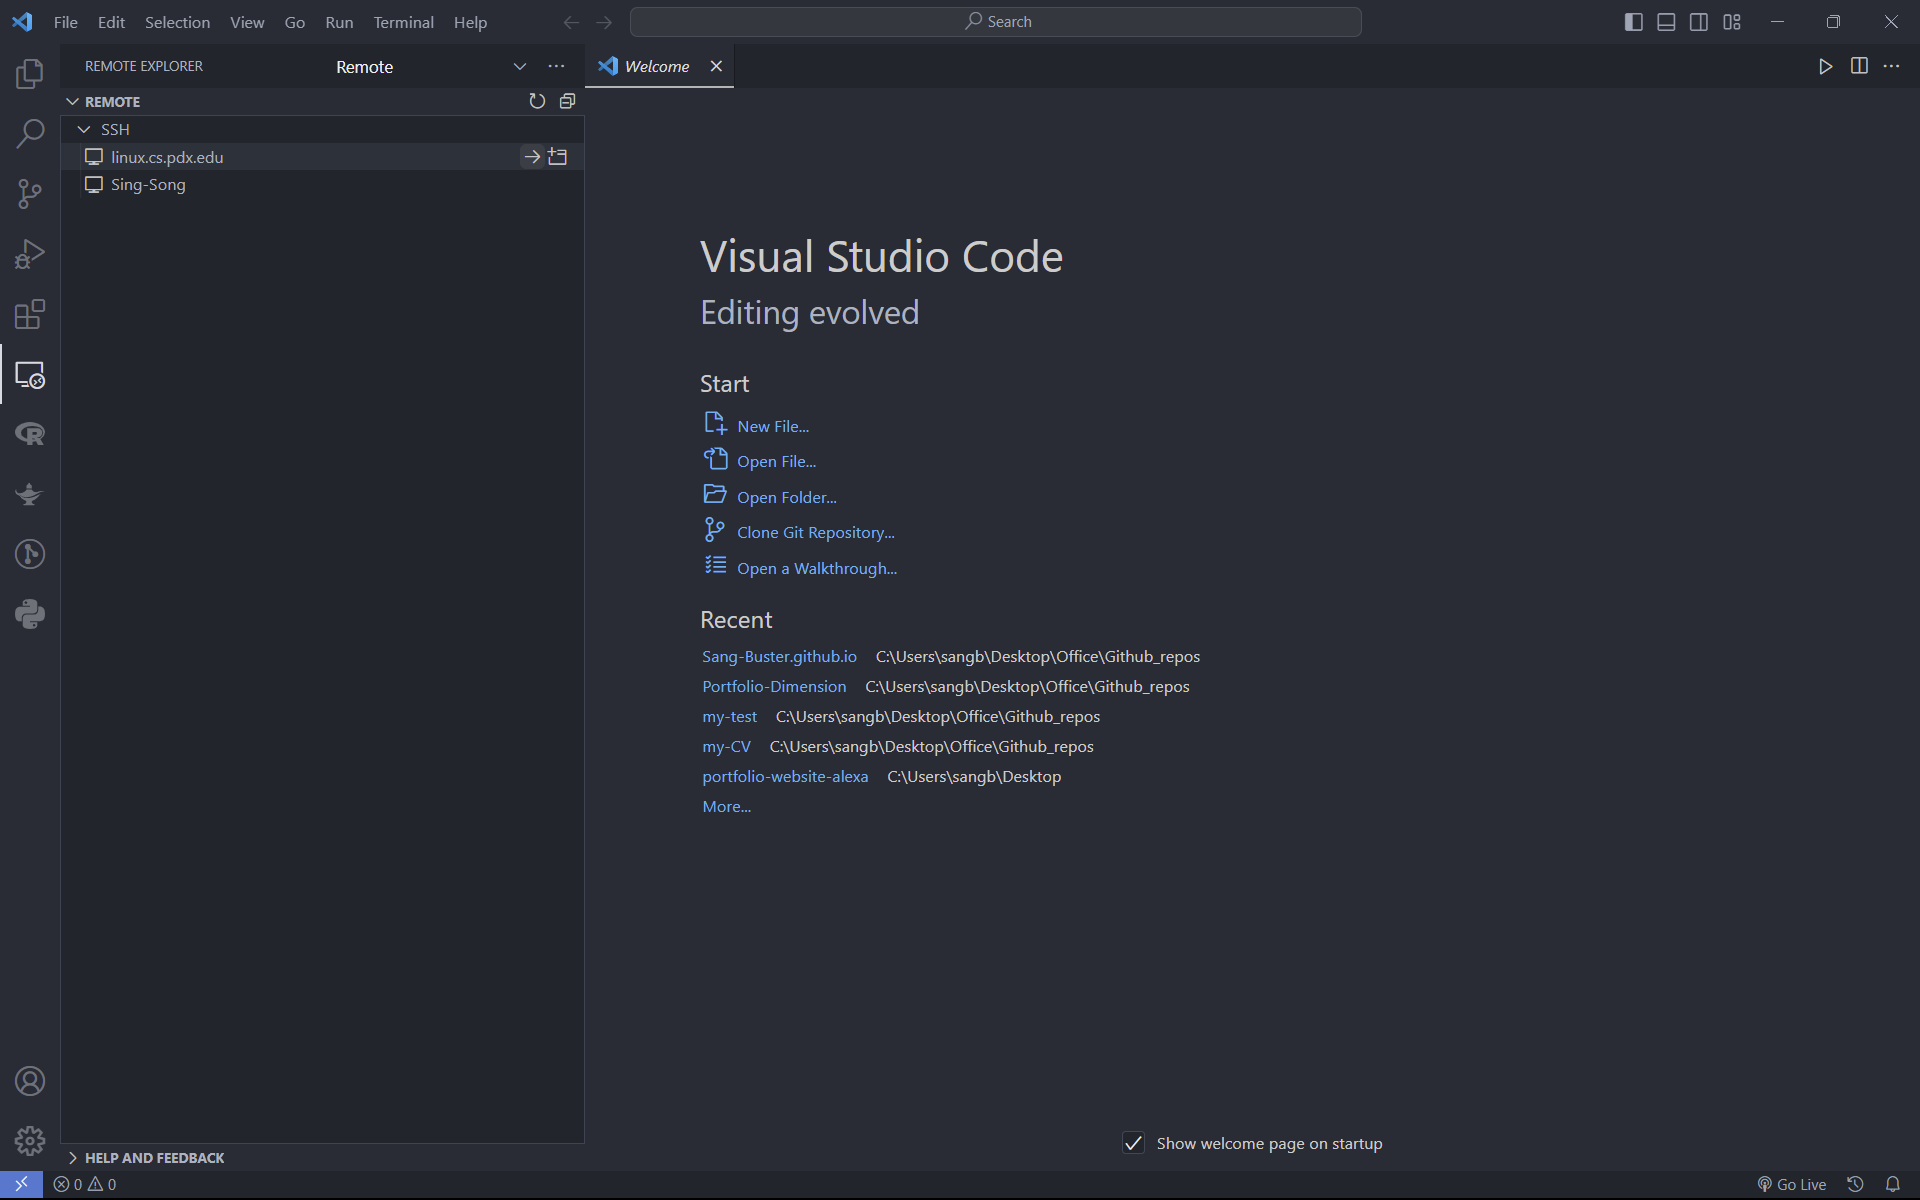 File Edit Selection View Go Run Terminal Help
Search
REMOTE EXPLORER
Remote
Welcome
REMOTE
SSH
linux.cs.pdx.edu
Sing-Song
Visual Studio Code
Editing evolved
Start
New File...
Open File...
Open Folder...
Clone Git Repository...
Open a Walkthrough...
Recent
Sang-Buster.github.io C:\Users\sangb\Desktop\Office\Github_repos
Portfolio-Dimension C:\Users\sangb\Desktop\Office\Github_repos
my-test C:\Users\sangb\Desktop\Office\Github_repos
my-CV C:\Users\sangb\Desktop\Office\Github_repos
portfolio-website-alexa C:\Users\sangb\Desktop
More...
Show welcome page on startup
HELP AND FEEDBACK
0 0
Go Live